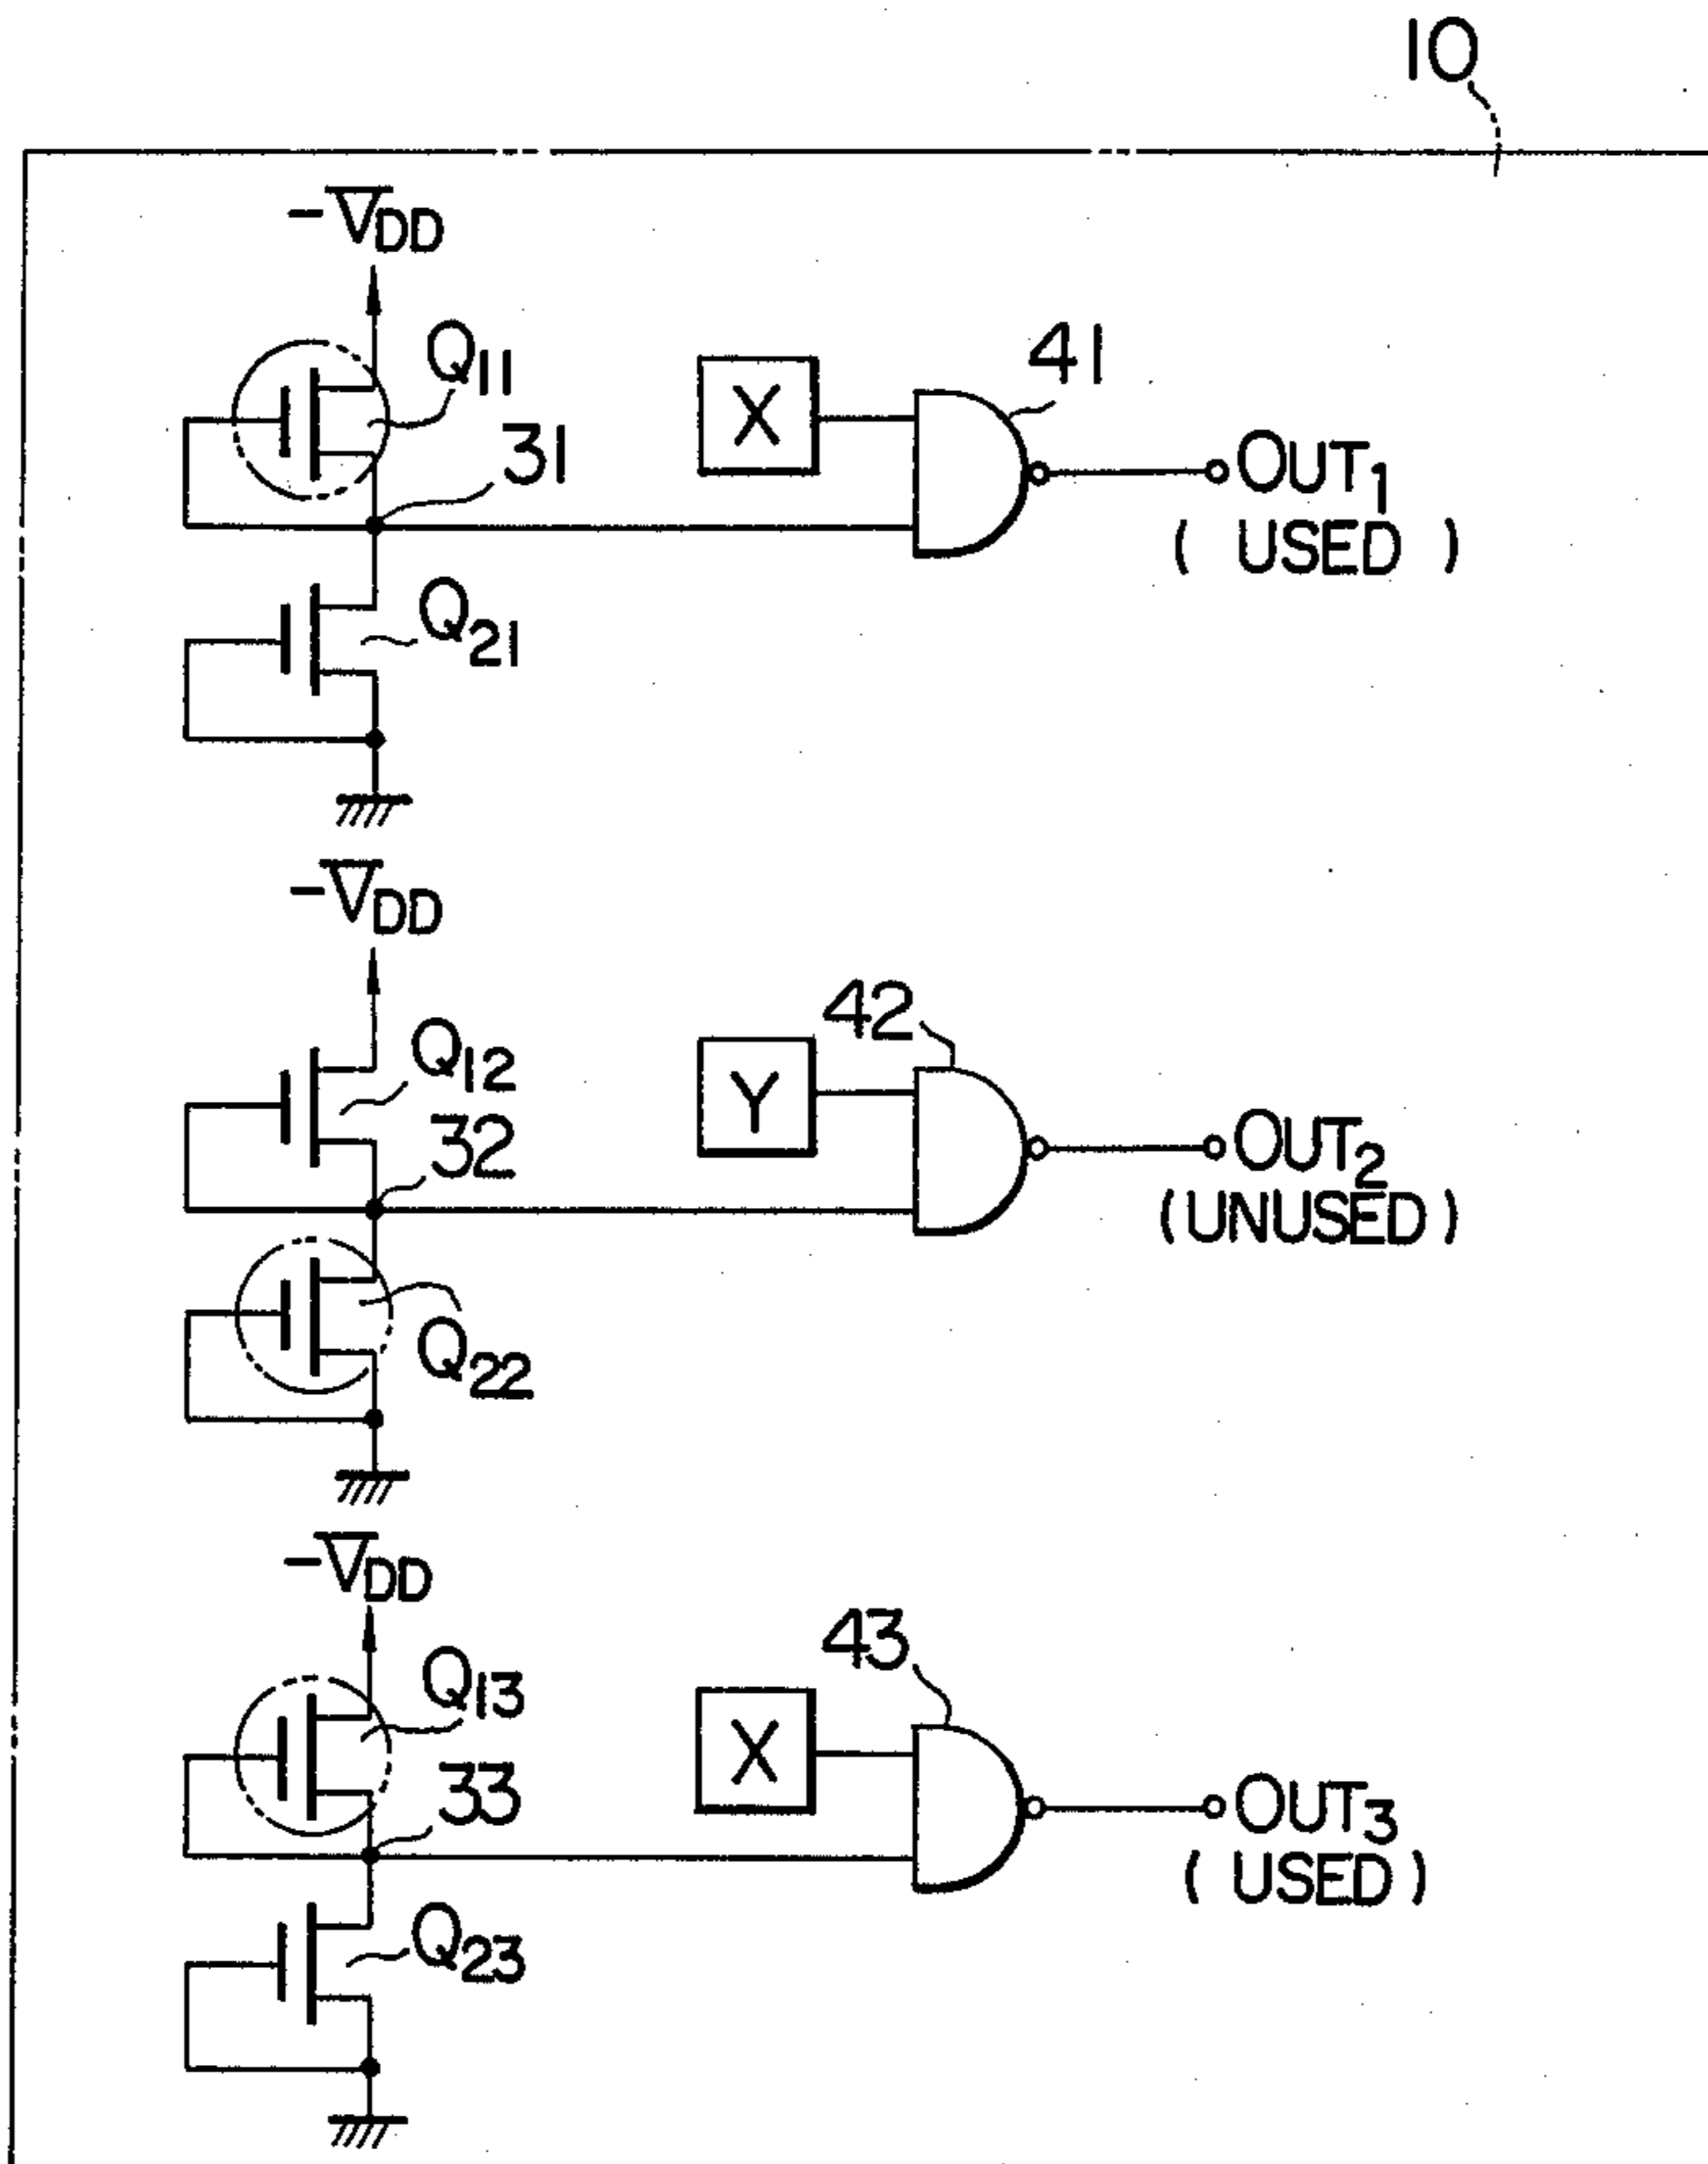 10
-VDD
Q11
31
X
41
OUT1
( USED )
Q21
-VDD
Q12
32
Y
42
OUT2
(UNUSED)
Q22
-VDD
Q13
33
X
43
OUT3
( USED )
Q23